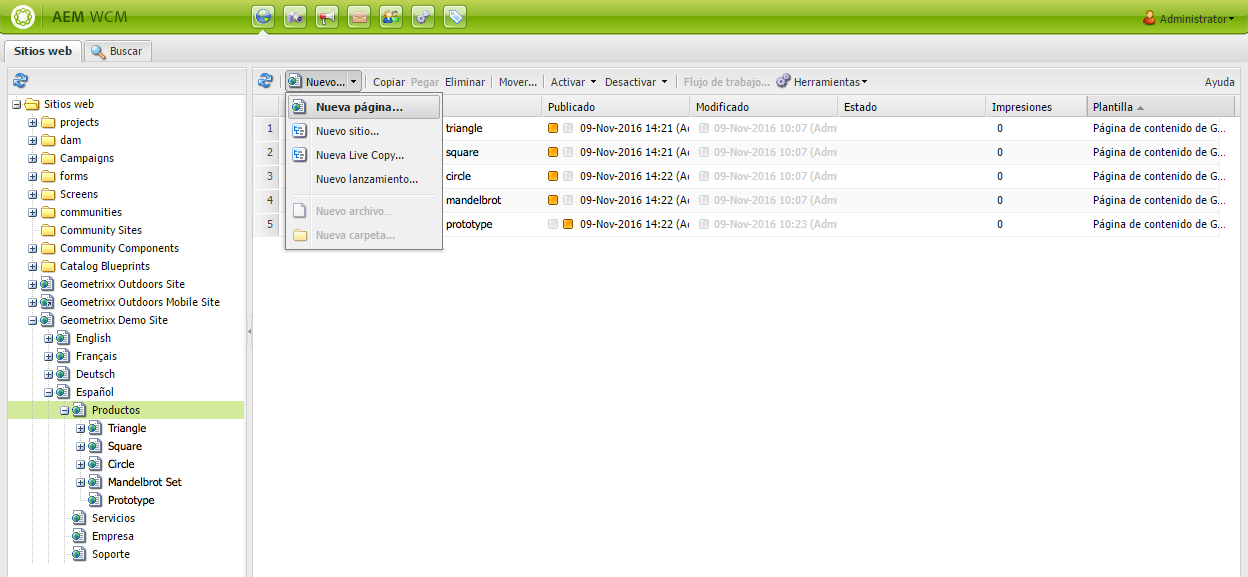 AEM WCM
Administrator
Sitios web
Buscar
Nuevo...
Copiar
Pegar
Eliminar
Mover...
Activar
Desactivar
Flujo de trabajo...
Herramientas
Ayuda
Sitios web
projects
dam
Campaigns
forms
Screens
communities
Community Sites
Community Components
Catalog Blueprints
Geometrixx Outdoors Site
Geometrixx Outdoors Mobile Site
Geometrixx Demo Site
English
Français
Deutsch
Español
Productos
Triangle
Square
Circle
Mandelbrot Set
Prototype
Servicios
Empresa
Soporte
Nueva página...
Nuevo sitio...
Nueva Live Copy...
Nuevo lanzamiento...
Nuevo archivo...
Nueva carpeta...
Publicado Modificado Estado Impresiones Plantilla
1 triangle 09-Nov-2016 14:21 (Ac 09-Nov-2016 10:07 (Adm 0 Página de contenido de G...
2 square 09-Nov-2016 14:21 (Ac 09-Nov-2016 10:07 (Adm 0 Página de contenido de G...
3 circle 09-Nov-2016 14:22 (Ac 09-Nov-2016 10:07 (Adm 0 Página de contenido de G...
4 mandelbrot 09-Nov-2016 14:22 (Ac 09-Nov-2016 10:07 (Adm 0 Página de contenido de G...
5 prototype 09-Nov-2016 14:22 (Ac 09-Nov-2016 10:23 (Adm 0 Página de contenido de G...